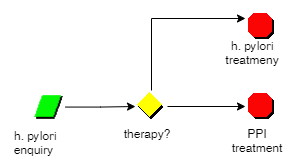 h. pylori
treatmeny
h. pylori
enquiry
therapy?
PPI
treatment